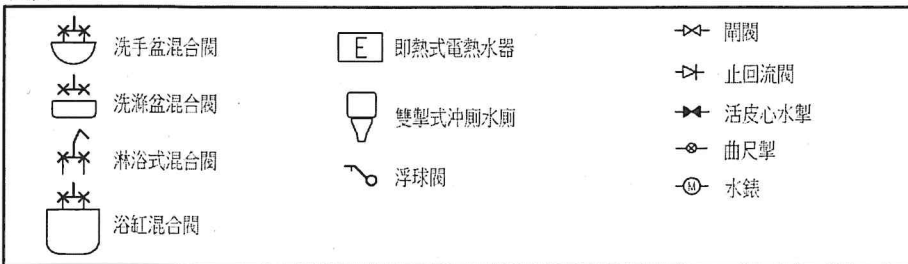 洗手盆混合閥
洗滌盆混合閥
淋浴式混合閥
浴缸混合閥
E 即熱式電熱水器
雙掣式沖廁水廁
浮球閥
閘閥
止回流閥
活皮心水掣
曲尺掣
M 水錶